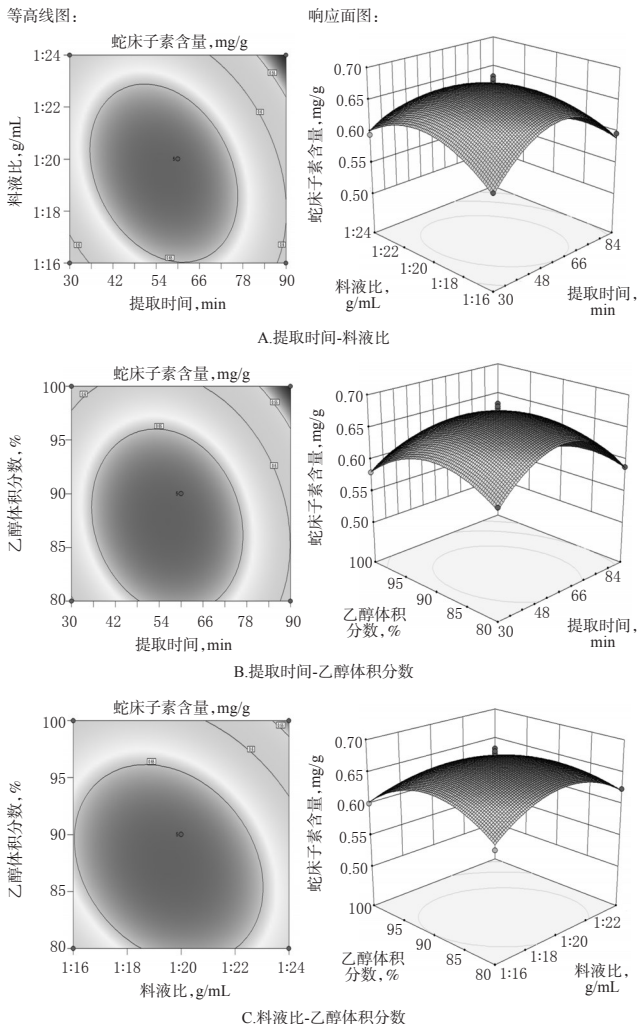 等高线图:
响应面图:
蛇床子素含量,mg/g
1∶24
1∶22
1∶20
1∶18
1∶16
料液比,g/mL
30 42 54 66 78 90
提取时间,min
0.70
0.65
0.60
0.55
0.50
蛇床子素含量,mg/g
1∶24
1∶22
1∶20
1∶18
1∶16
料液比,
g/mL
30
48
66
84
提取时间,
min
A.提取时间-料液比
蛇床子素含量,mg/g
100
95
90
85
80
乙醇体积分数,%
30 42 54 66 78 90
提取时间,min
0.70
0.65
0.60
0.55
0.50
蛇床子素含量,mg/g
100
95
90
85
80
乙醇体积
分数,%
30
48
66
84
提取时间,
min
B.提取时间-乙醇体积分数
蛇床子素含量,mg/g
100
95
90
85
80
乙醇体积分数,%
1∶16 1∶18 1∶20 1∶22 1∶24
料液比,g/mL
0.70
0.65
0.60
0.55
0.50
蛇床子素含量,mg/g
100
95
90
85
80
乙醇体积
分数,%
1∶16
1∶18
1∶20
1∶22
料液比,
g/mL
C.料液比-乙醇体积分数